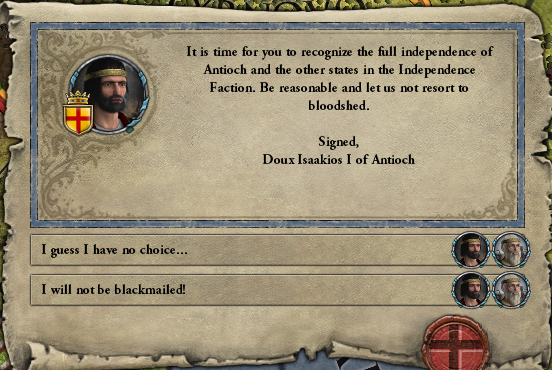 It is time for you to recognize the full independence of
Antioch and the other states in the Independence
Faction. Be reasonable and let us not resort to
bloodshed.
Signed,
Doux Isaakios I of Antioch
I guess I have no choice...
I will not be blackmailed!